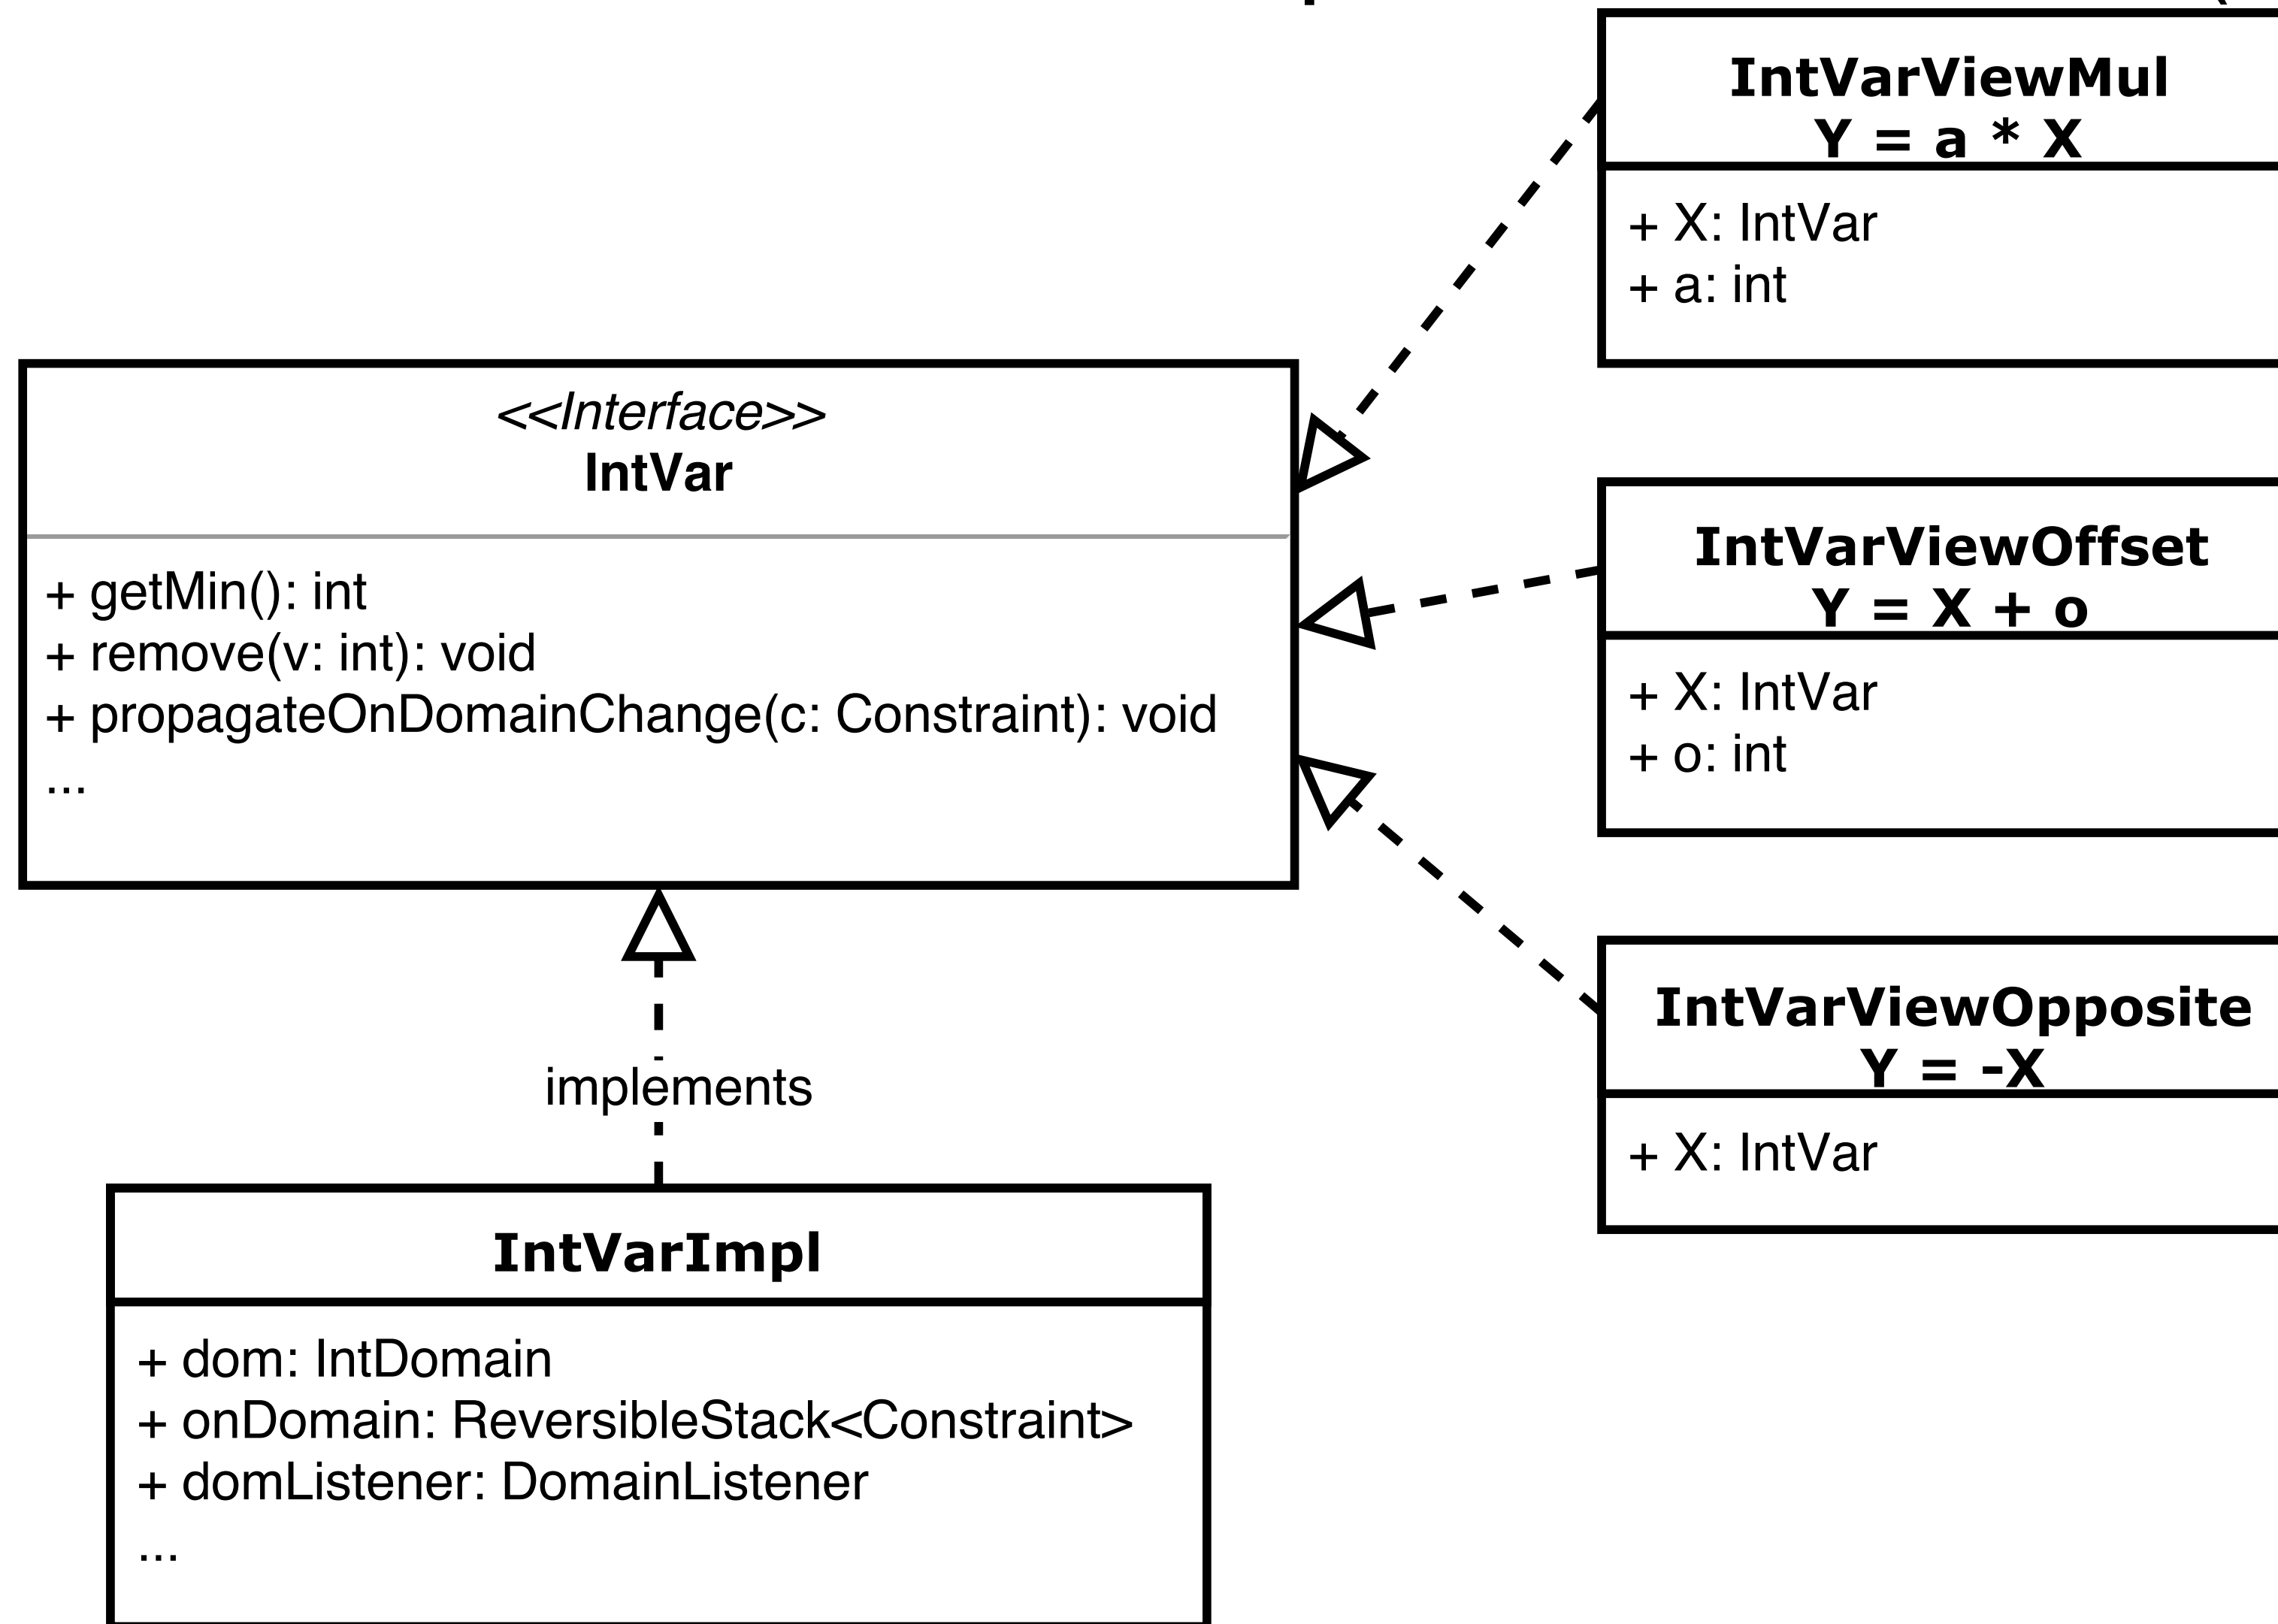 IntVarViewMul
Y = a * X
+ X: IntVar
+ a: int
<<Interface>>
IntVar
+ getMin(): int
+ remove(v: int): void
+ propagateOnDomainChange(c: Constraint): void
...
IntVarViewOffset
Y = X + o
+ X: IntVar
+ o: int
IntVarViewOpposite
Y = -X
+ X: IntVar
implements
IntVarImpl
+ dom: IntDomain
+ onDomain: ReversibleStack<Constraint>
+ domListener: DomainListener
...